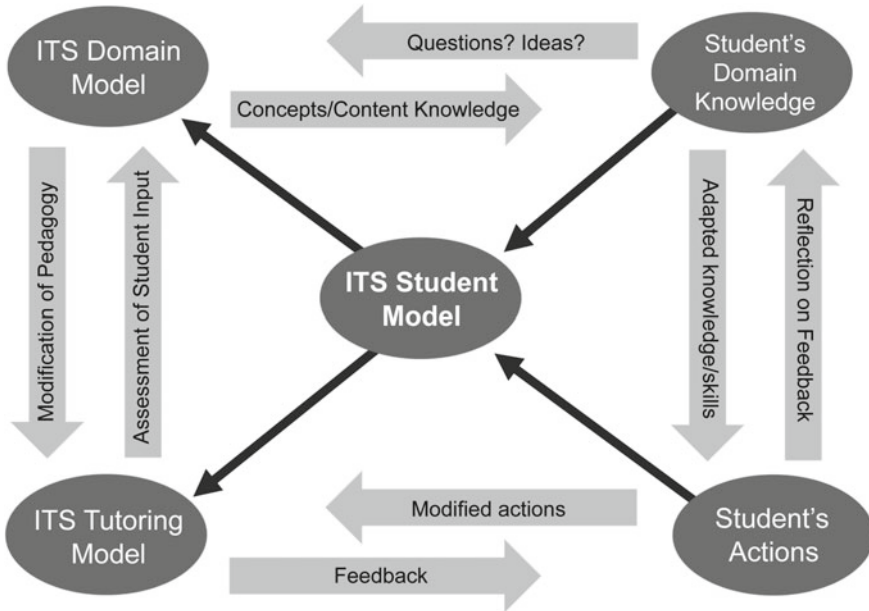 Questions? Ideas?
ITS Domain
Model
Student's
Domain
Knowledge
Concepts/Content Knowledge
Modification of Pedagogy
Assessment of Student Input
ITS Student
Model
Adapted knowledge/skills
Reflection on Feedback
ITS Tutoring
Model
Modified actions
Student's
Actions
Feedback